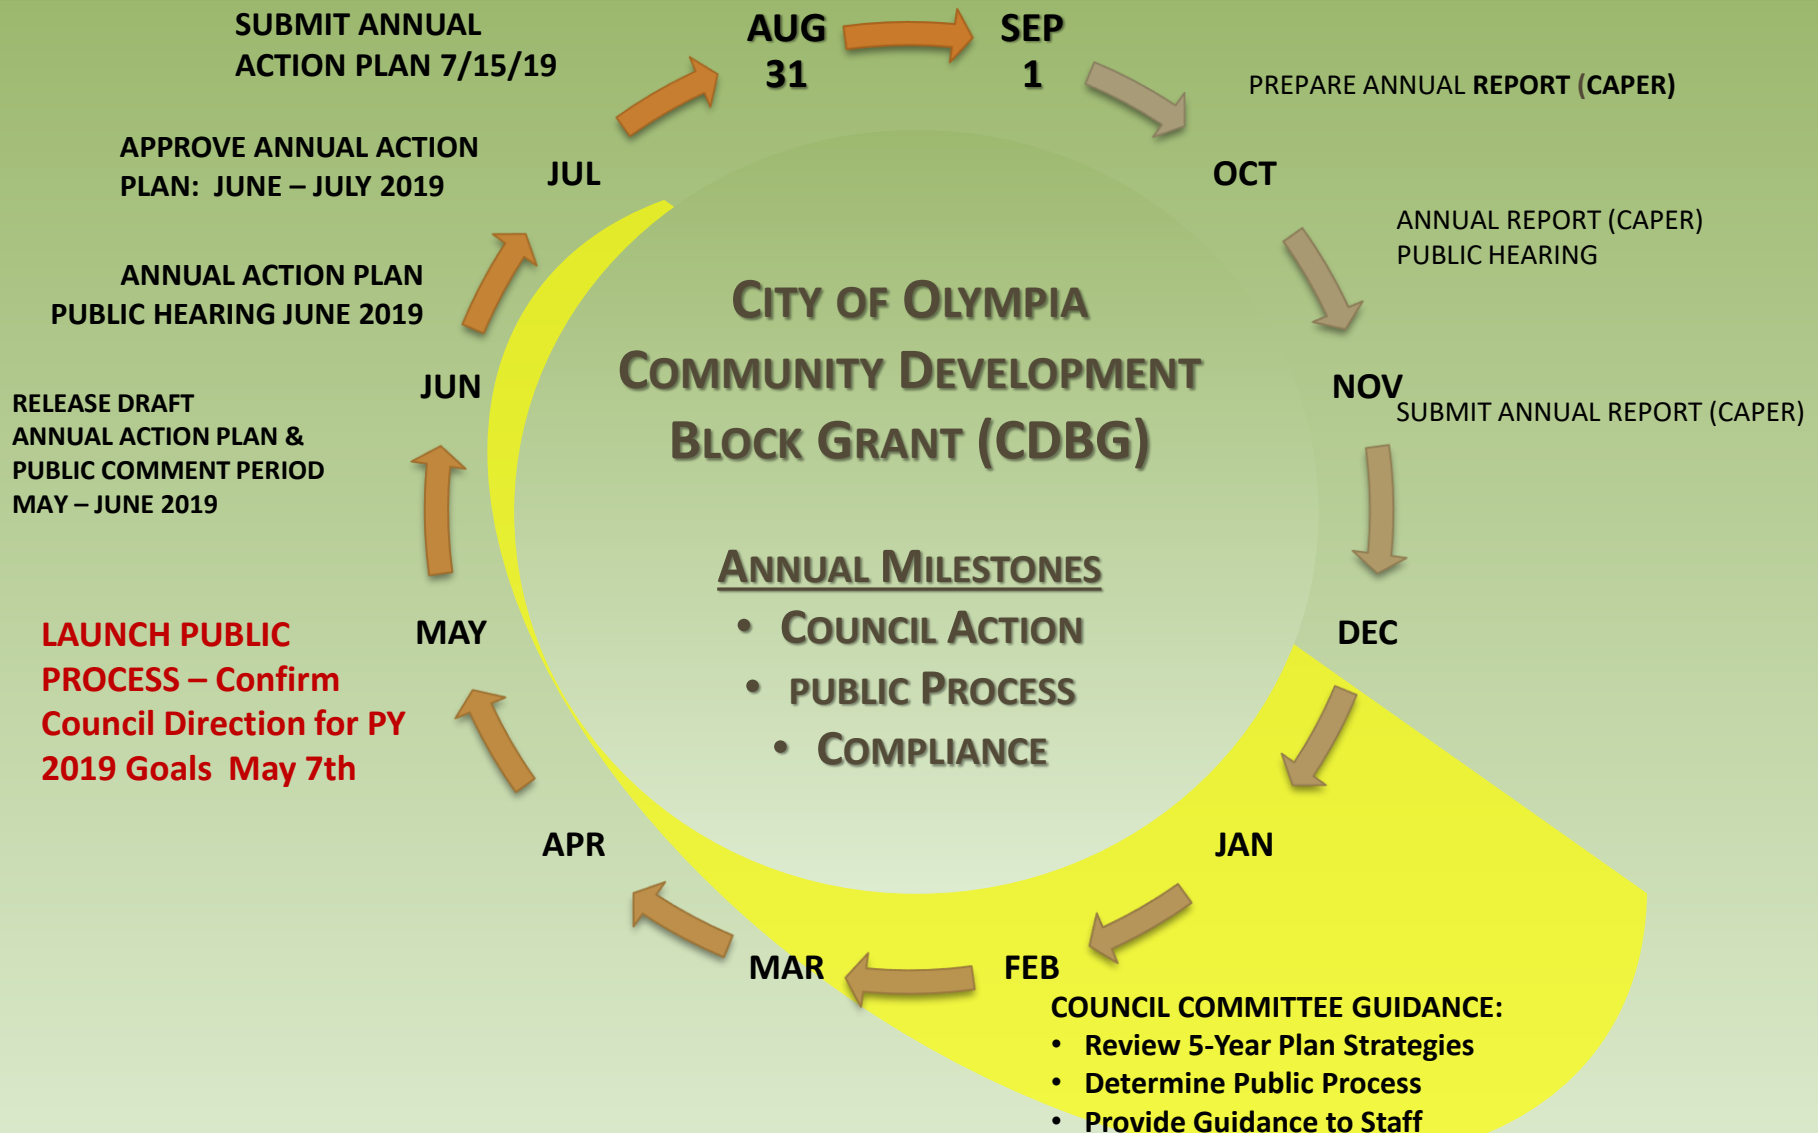 SUBMIT ANNUAL
ACTION PLAN 7/15/19
AUG
31
SEP
1
PREPARE ANNUAL REPORT (CAPER)
APPROVE ANNUAL ACTION
PLAN: JUNE – JULY 2019
JUL
OCT
ANNUAL REPORT (CAPER)
PUBLIC HEARING
ANNUAL ACTION PLAN
PUBLIC HEARING JUNE 2019
CITY OF OLYMPIA
COMMUNITY DEVELOPMENT
BLOCK GRANT (CDBG)
JUN
NOV
SUBMIT ANNUAL REPORT (CAPER)
RELEASE DRAFT
ANNUAL ACTION PLAN &
PUBLIC COMMENT PERIOD
MAY – JUNE 2019
ANNUAL MILESTONES
• COUNCIL ACTION
• PUBLIC PROCESS
• COMPLIANCE
LAUNCH PUBLIC
PROCESS – Confirm
Council Direction for PY
2019 Goals May 7th
MAY
DEC
APR
JAN
MAR
FEB
COUNCIL COMMITTEE GUIDANCE:
• Review 5-Year Plan Strategies
• Determine Public Process
• Provide Guidance to Staff